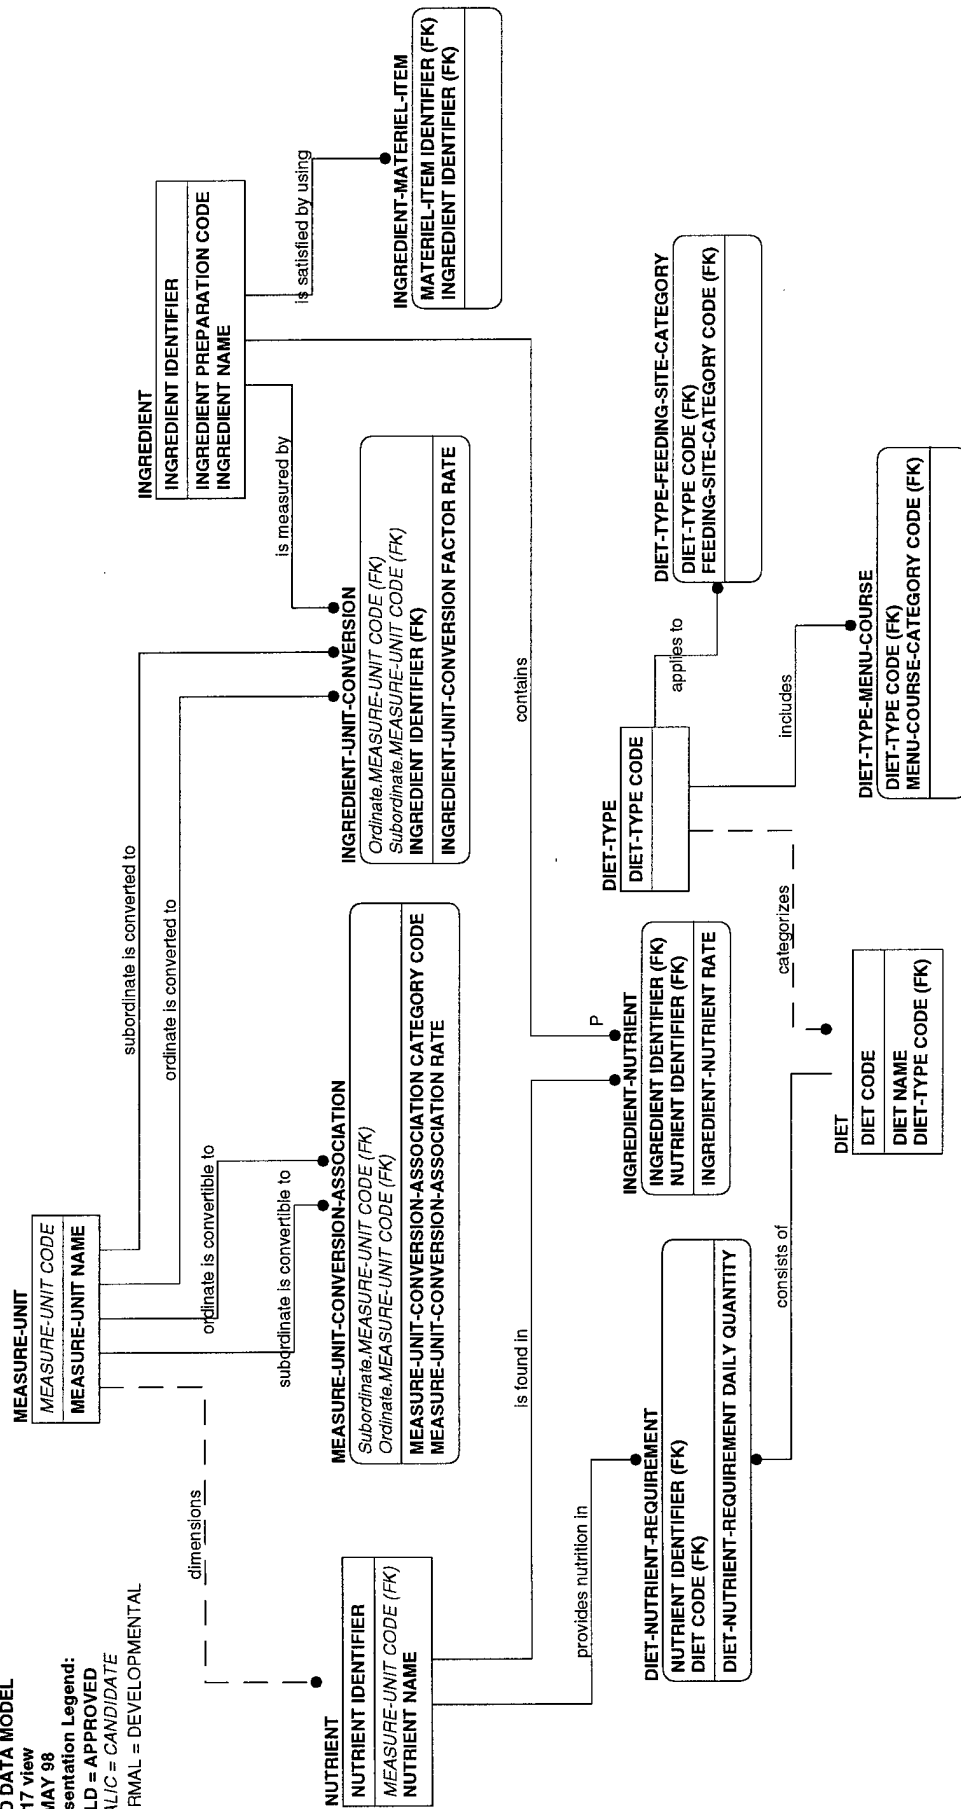 D DATA MODEL
17 view
MAY 98
sentation Legend:
LD = APPROVED
ALIC = CANDIDATE
RMAL = DEVELOPMENTAL
MEASURE-UNIT
MEASURE-UNIT CODE
MEASURE-UNIT NAME
dimensions
subordinate is convertible to
ordinate is convertible to
ordinate is converted to
subordinate is converted to
INGREDIENT
INGREDIENT IDENTIFIER
INGREDIENT PREPARATION CODE
INGREDIENT NAME
is measured by
is satisfied by using
contains
NUTRIENT
NUTRIENT IDENTIFIER
MEASURE-UNIT CODE (FK)
NUTRIENT NAME
MEASURE-UNIT-CONVERSION-ASSOCIATION
Subordinate.MEASURE-UNIT CODE (FK)
Ordinate.MEASURE-UNIT CODE (FK)
MEASURE-UNIT-CONVERSION-ASSOCIATION CATEGORY CODE
MEASURE-UNIT-CONVERSION-ASSOCIATION RATE
INGREDIENT-UNIT-CONVERSION
Ordinate.MEASURE-UNIT CODE (FK)
Subordinate.MEASURE-UNIT CODE (FK)
INGREDIENT IDENTIFIER (FK)
INGREDIENT-UNIT-CONVERSION FACTOR RATE
INGREDIENT-MATERIEL-ITEM
MATERIEL-ITEM IDENTIFIER (FK)
INGREDIENT IDENTIFIER (FK)
is found in
provides nutrition in
P
INGREDIENT-NUTRIENT
INGREDIENT IDENTIFIER (FK)
NUTRIENT IDENTIFIER (FK)
INGREDIENT-NUTRIENT RATE
DIET-NUTRIENT-REQUIREMENT
NUTRIENT IDENTIFIER (FK)
DIET CODE (FK)
DIET-NUTRIENT-REQUIREMENT DAILY QUANTITY
consists of
DIET-TYPE
DIET-TYPE CODE
categorizes
includes
applies to
DIET-TYPE-FEEDING-SITE-CATEGORY
DIET-TYPE CODE (FK)
FEEDING-SITE-CATEGORY CODE (FK)
DIET
DIET CODE
DIET NAME
DIET-TYPE CODE (FK)
DIET-TYPE-MENU-COURSE
DIET-TYPE CODE (FK)
MENU-COURSE-CATEGORY CODE (FK)